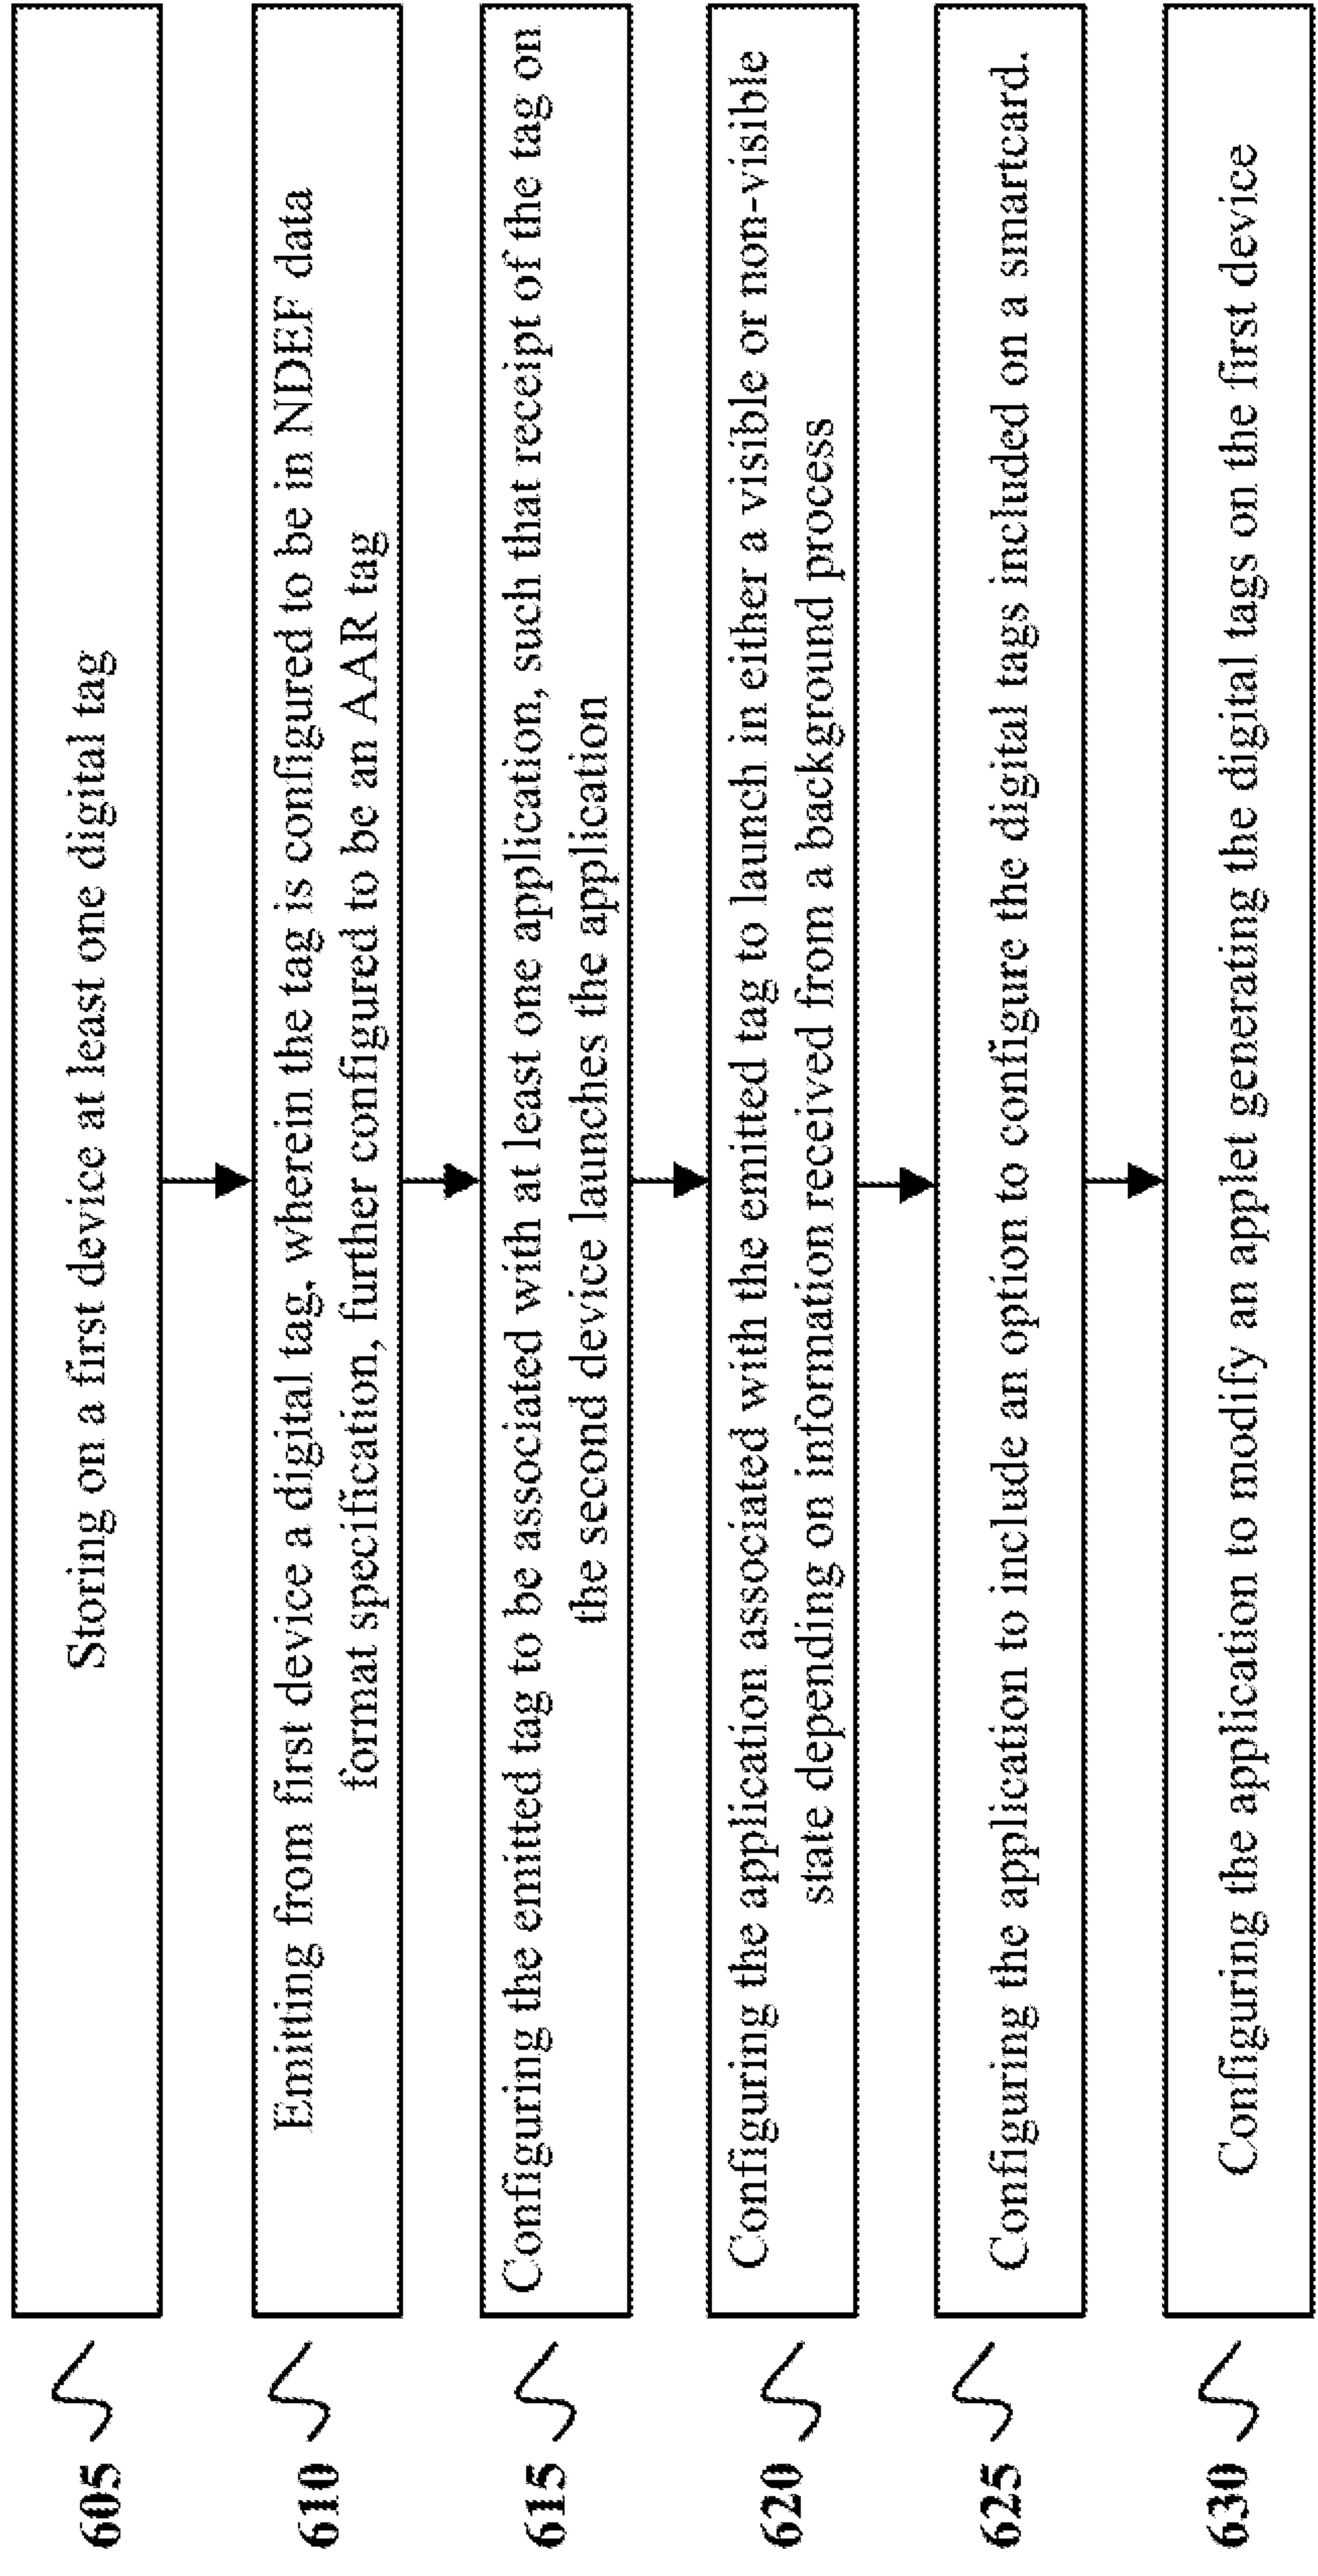 605
Storing on a first device at least one digital tag
610
Emitting from first device a digital tag, wherein the tag is configured to be in NDEF data
format specification, further configured to be an AAR tag
615
Configuring the emitted tag to be associated with at least one application, such that receipt of the tag on
the second device launches the application
620
Configuring the application associated with the emitted tag to launch in either a visible or non-visible
state depending on information received from a background process
625
Configuring the application to include an option to configure the digital tags included on a smartcard.
630
Configuring the application to modify an applet generating the digital tags on the first device